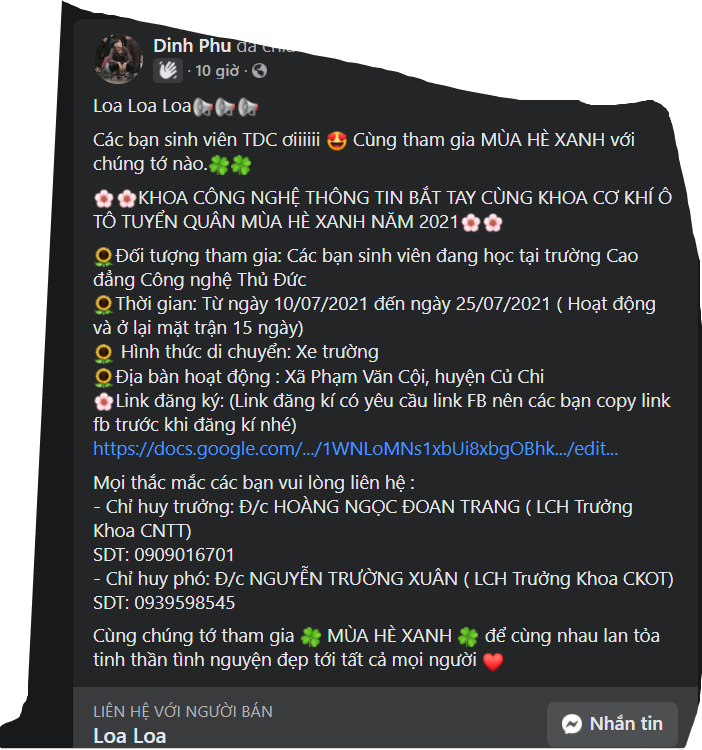 Dinh Phu đã
10 giờ
Loa Loa Loa📢📢📢
Các bạn sinh viên TDC ơiiiiii 🤩 Cùng tham gia MÙA HÈ XANH với
chúng tớ nào.🍀🍀
🌸🌸KHOA CÔNG NGHỆ THÔNG TIN BẮT TAY CÙNG KHOA CƠ KHÍ Ô
TÔ TUYỂN QUÂN MÙA HÈ XANH NĂM 2021🌸🌸
🌻Đối tượng tham gia: Các bạn sinh viên đang học tại trường Cao
đẳng Công nghệ Thủ Đức
🌻Thời gian: Từ ngày 10/07/2021 đến ngày 25/07/2021 ( Hoạt động
và ở lại mặt trận 15 ngày)
🌻 Hình thức di chuyển: Xe trường
🌻Địa bàn hoạt động : Xã Phạm Văn Cội, huyện Củ Chi
🌸Link đăng ký: (Link đăng kí có yêu cầu link FB nên các bạn copy link
fb trước khi đăng kí nhé)
https://docs.google.com/.../1WNLoMNs1xbUi8xbgOBhk.../edit...
Mọi thắc mắc các bạn vui lòng liên hệ :
- Chỉ huy trưởng: Đ/c HOÀNG NGỌC ĐOAN TRANG ( LCH Trưởng
Khoa CNTT)
SDT: 0909016701
- Chỉ huy phó: Đ/c NGUYỄN TRƯỜNG XUÂN ( LCH Trưởng Khoa CKOT)
SDT: 0939598545
Cùng chúng tớ tham gia 🍀 MÙA HÈ XANH 🍀 để cùng nhau lan tỏa
tinh thần tình nguyện đẹp tới tất cả mọi người ❤️
LIÊN HỆ VỚI NGƯỜI BÁN
Loa Loa
Nhắn tin